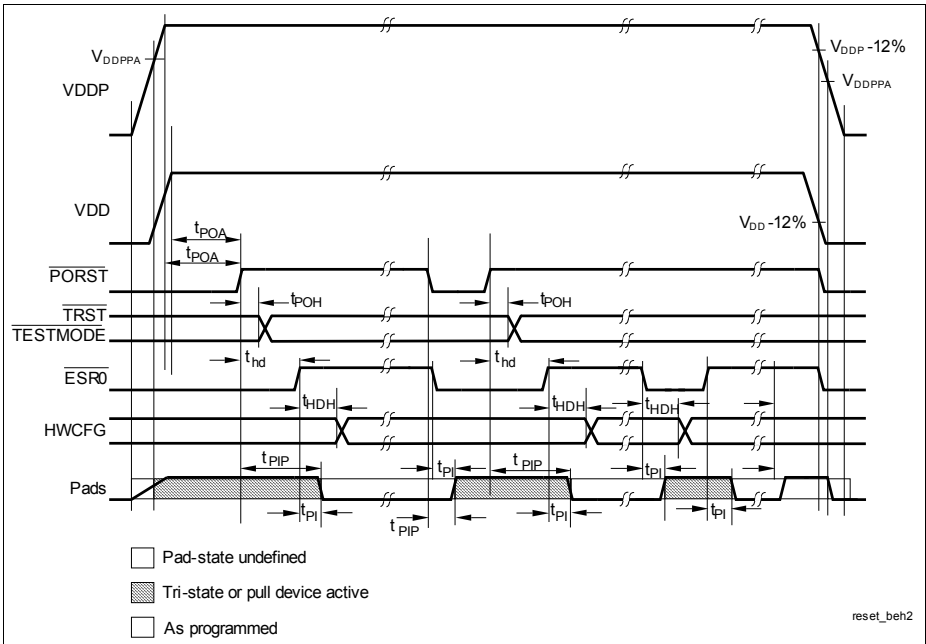 VDDPPA
VDDP
VDDP -12%
VDDPPA
VDD
VDD -12%
tPOA
tPOA
PORST
tPOH
tPOH
TRST
TESTMODE
thd
thd
ESR0
tHDH
tHDH
tHDH
HWCFG
tPIP
tPI
tPIP
tPI
Pads
tPI
tPIP
tPI
tPI
Pad-state undefined
Tri-state or pull device active
As programmed
reset_beh2